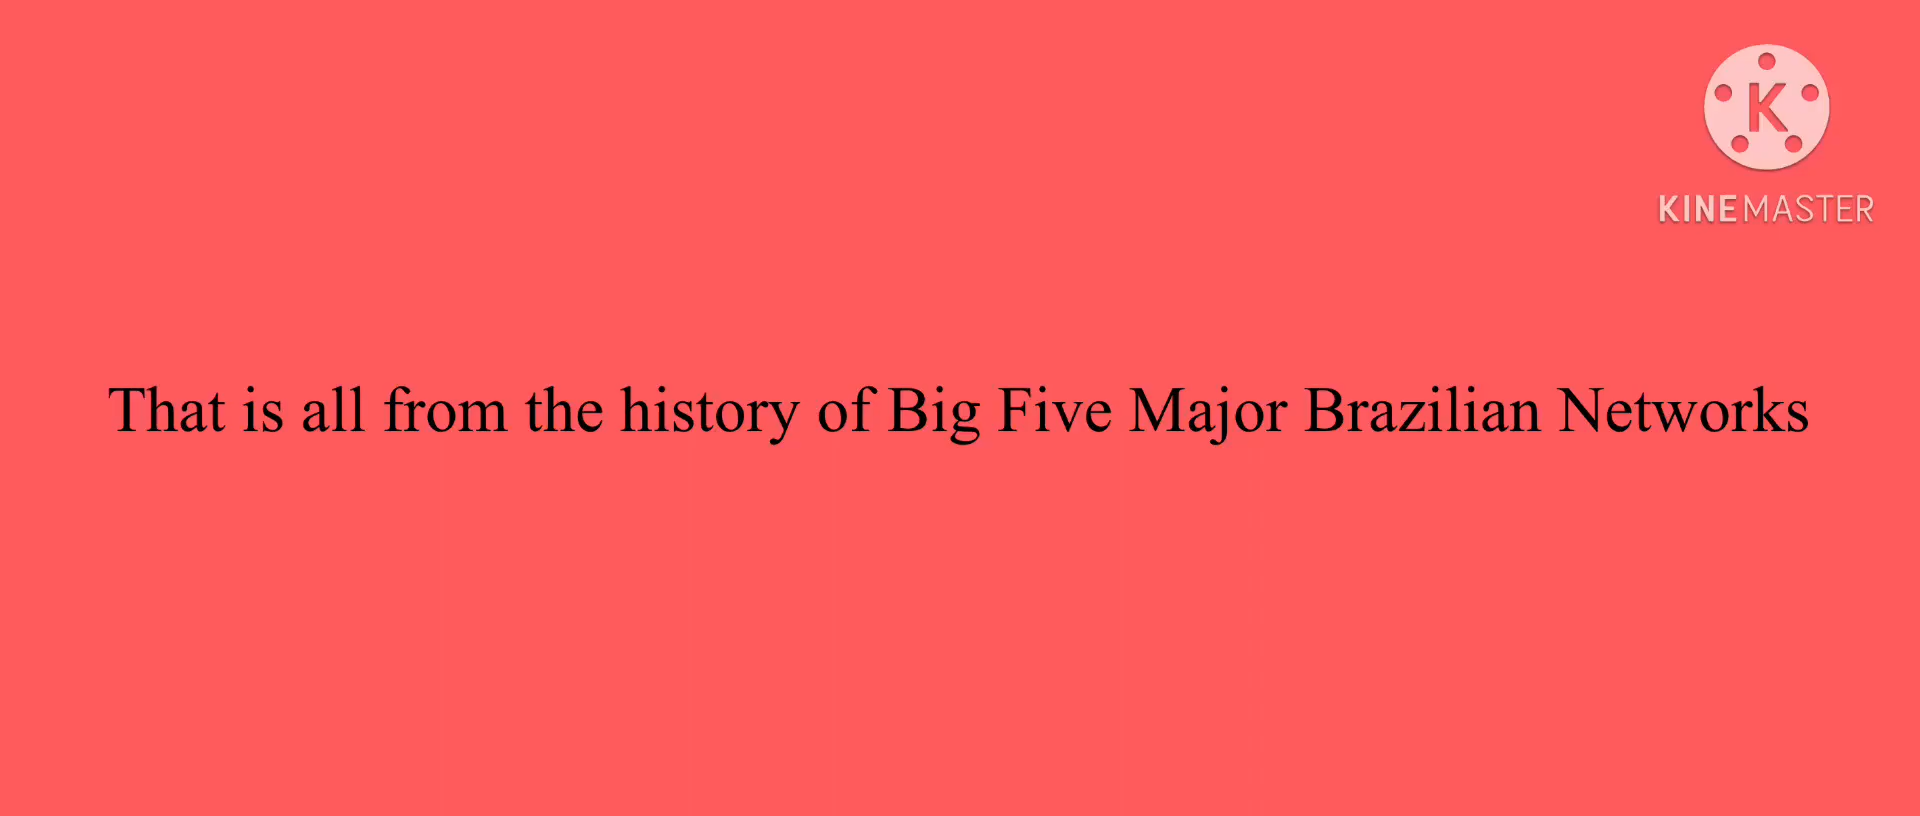 K
KINEMASTER
That is all from the history of Big Five Major Brazilian Networks